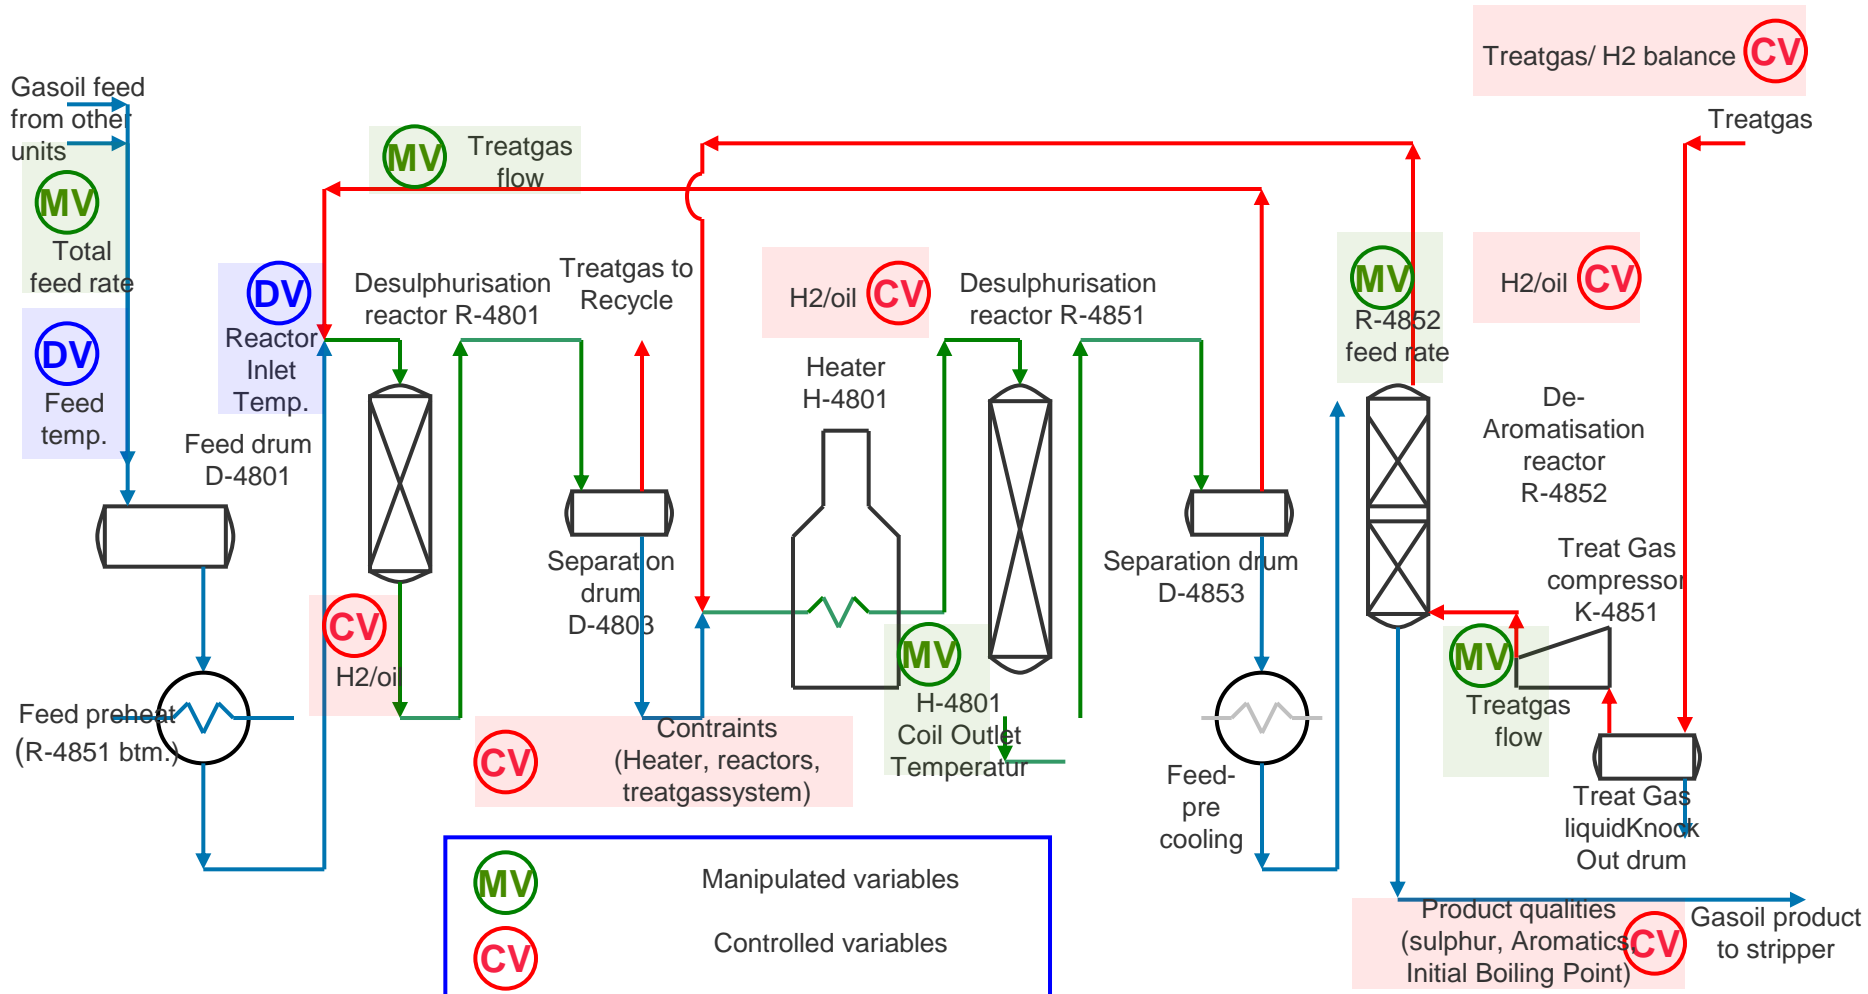 Gasoil feed
from other
units
MV
Total
feed rate
DV
Feed
temp.
MV
Treatgas
flow
DV
Reactor
Inlet
Temp.
Feed drum
D-4801
Desulphurisation
reactor R-4801
Treatgas to
Recycle
H2/oil
CV
Heater
H-4801
Desulphurisation
reactor R-4851
Treatgas/ H2 balance
CV
Treatgas
MV
R-4852
feed rate
H2/oil
CV
De-
Aromatisation
reactor
R-4852
Treat Gas
compressor
K-4851
Separation
drum
D-4803
Separation drum
D-4853
CV
H2/oil
Feed preheat
(R-4851 btm.)
CV
Contraints
(Heater, reactors,
treatgassystem)
MV
H-4801
Coil Outlet
Temperatur
Feed-
pre
cooling
MV
Treatgas
flow
Treat Gas
liquidKnock
Out drum
MV
Manipulated variables
CV
Controlled variables
Product qualities
(sulphur, Aromatics,
Initial Boiling Point)
CV
Gasoil product
to stripper